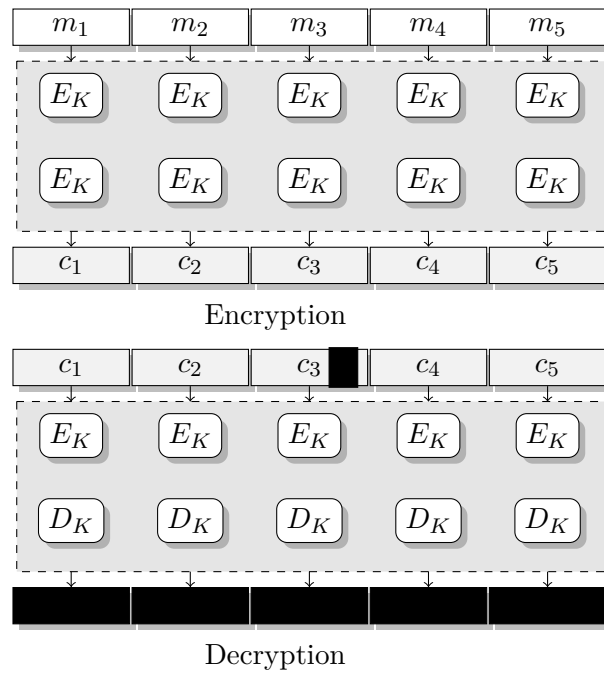 m₁ m₂ m₃ m₄ m₅
E_K E_K E_K E_K E_K
E_K E_K E_K E_K E_K
c₁ c₂ c₃ c₄ c₅
Encryption
c₁ c₂ c₃ c₄ c₅
E_K E_K E_K E_K E_K
D_K D_K D_K D_K D_K
Decryption